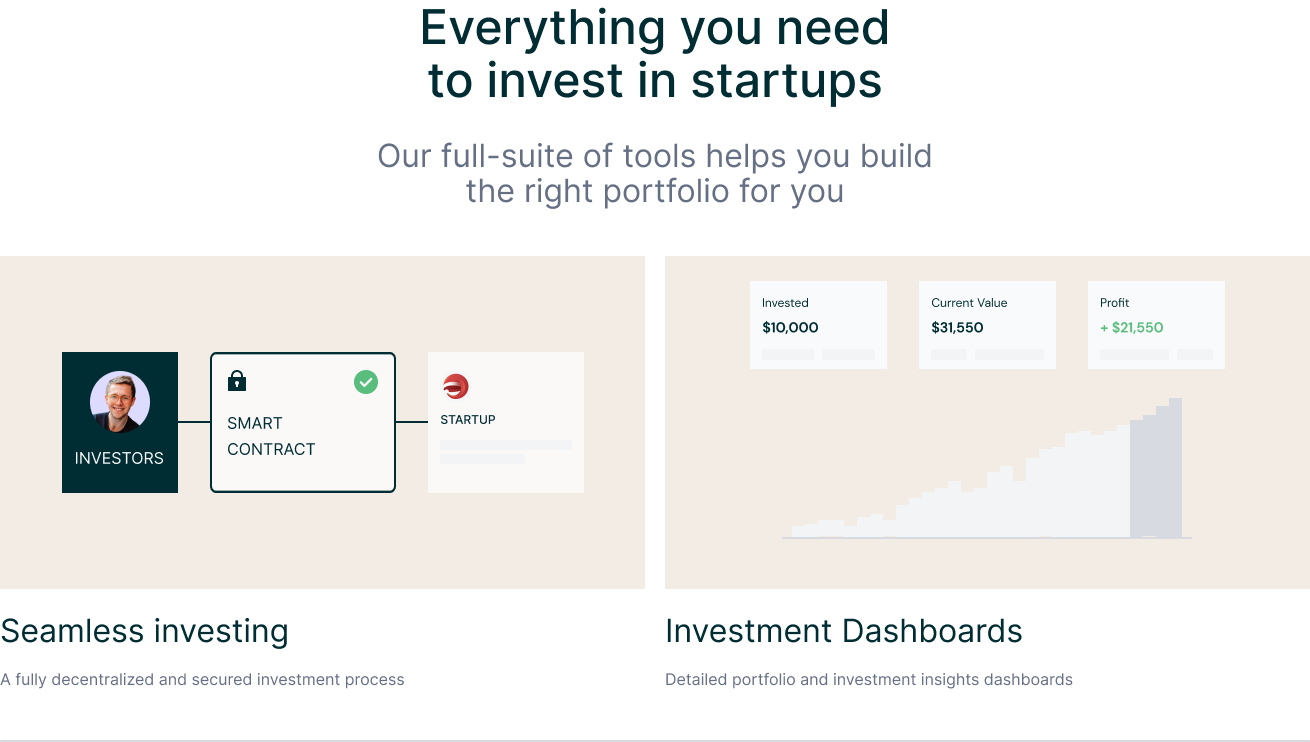 Everything you need
to invest in startups
Our full-suite of tools helps you build
the right portfolio for you
INVESTORS
SMART
CONTRACT
STARTUP
Invested
$10,000
Current Value
$31,550
Profit
+ $21,550
Seamless investing
A fully decentralized and secured investment process
Investment Dashboards
Detailed portfolio and investment insights dashboards